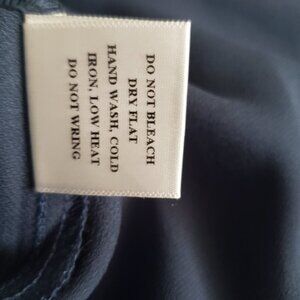 DO NOT BLEACH
DRY FLAT
HAND WASH, COLD
IRON, LOW HEAT
DO NOT WRING